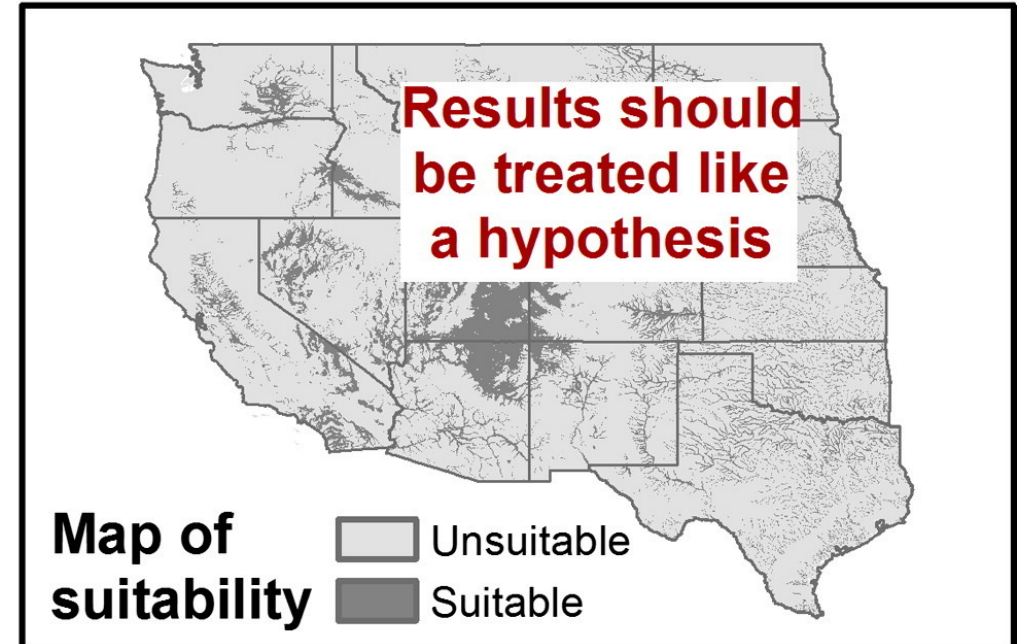 Results should
be treated like
a hypothesis
Map of
suitability
Unsuitable
Suitable